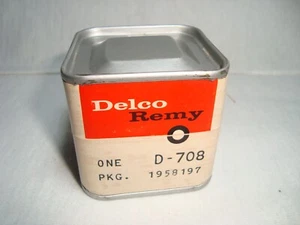 Delco
Remy
ONE D-708
PKG. 1958197